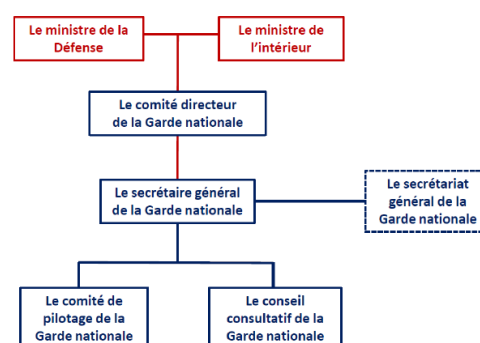 Le ministre de la
Défense
Le ministre de
l'intérieur
Le comité directeur
de la Garde nationale
Le secrétaire général
de la Garde nationale
Le secrétariat
général de la
Garde nationale
Le comité de
pilotage de la
Garde nationale
Le conseil
consultatif de la
Garde nationale